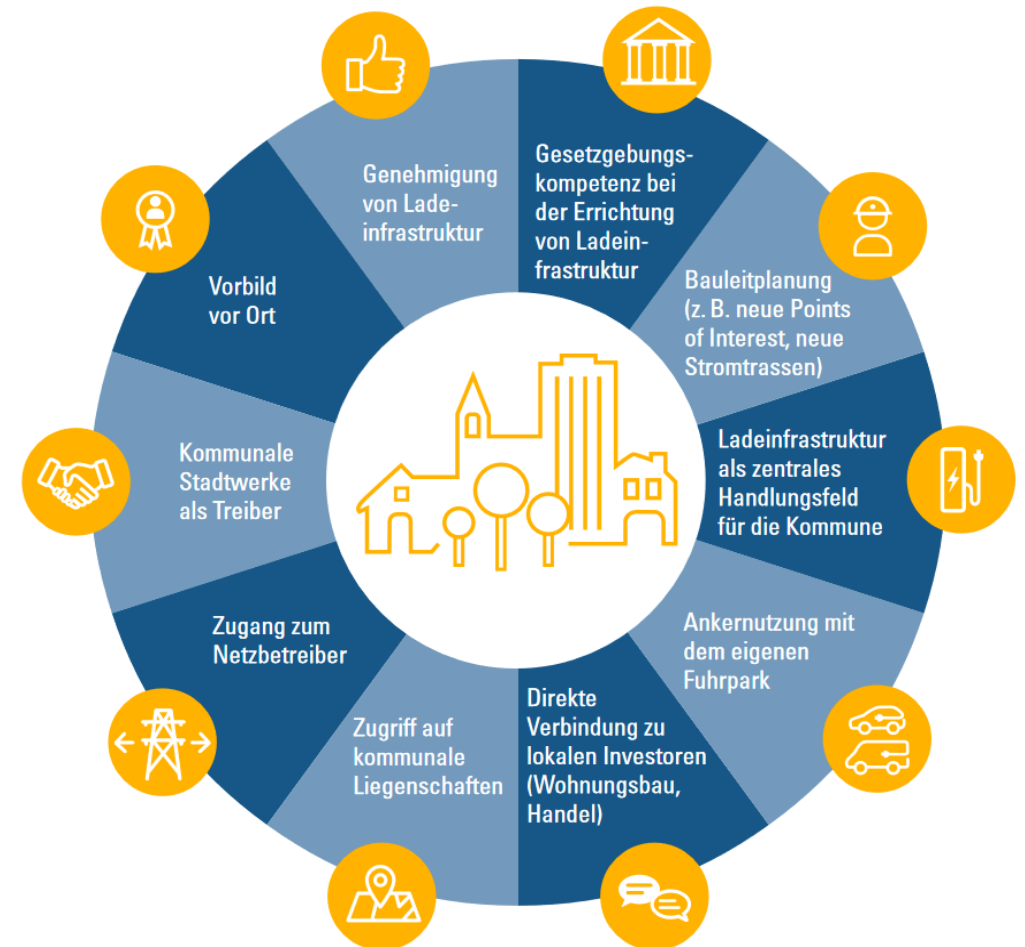 Gesetzgebungs-
kompetenz bei
der Errichtung
von Ladein-
frastruktur
Bauleitplanung
(z. B. neue Points
of Interest, neue
Stromtrassen)
Ladeinfrastruktur
als zentrales
Handlungsfeld
für die Kommune
Ankernutzung mit
dem eigenen
Fuhrpark
Direkte
Verbindung zu
lokalen Investoren
(Wohnungsbau,
Handel)
Zugriff auf
kommunale
Liegenschaften
Zugang zum
Netzbetreiber
Kommunale
Stadtwerke
als Treiber
Vorbild
vor Ort
Genehmigung
von Lade-
infrastruktur